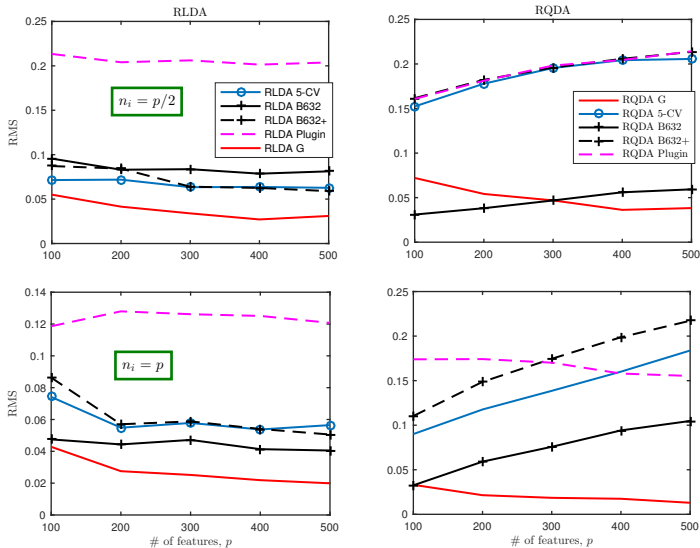 RLDA
RQDA
RMS
0.25
0.2
0.15
0.1
0.05
0
100 200 300 400 500
n_i = p/2
RLDA 5-CV
RLDA B632
RLDA B632+
RLDA Plugin
RLDA G
0.25
0.2
0.15
0.1
0.05
0
100 200 300 400 500
RQDA G
RQDA 5-CV
RQDA B632
RQDA B632+
RQDA Plugin
RMS
0.14
0.12
0.1
0.08
0.06
0.04
0.02
0
100 200 300 400 500
n_i = p
# of features, p
0.25
0.2
0.15
0.1
0.05
0
100 200 300 400 500
# of features, p